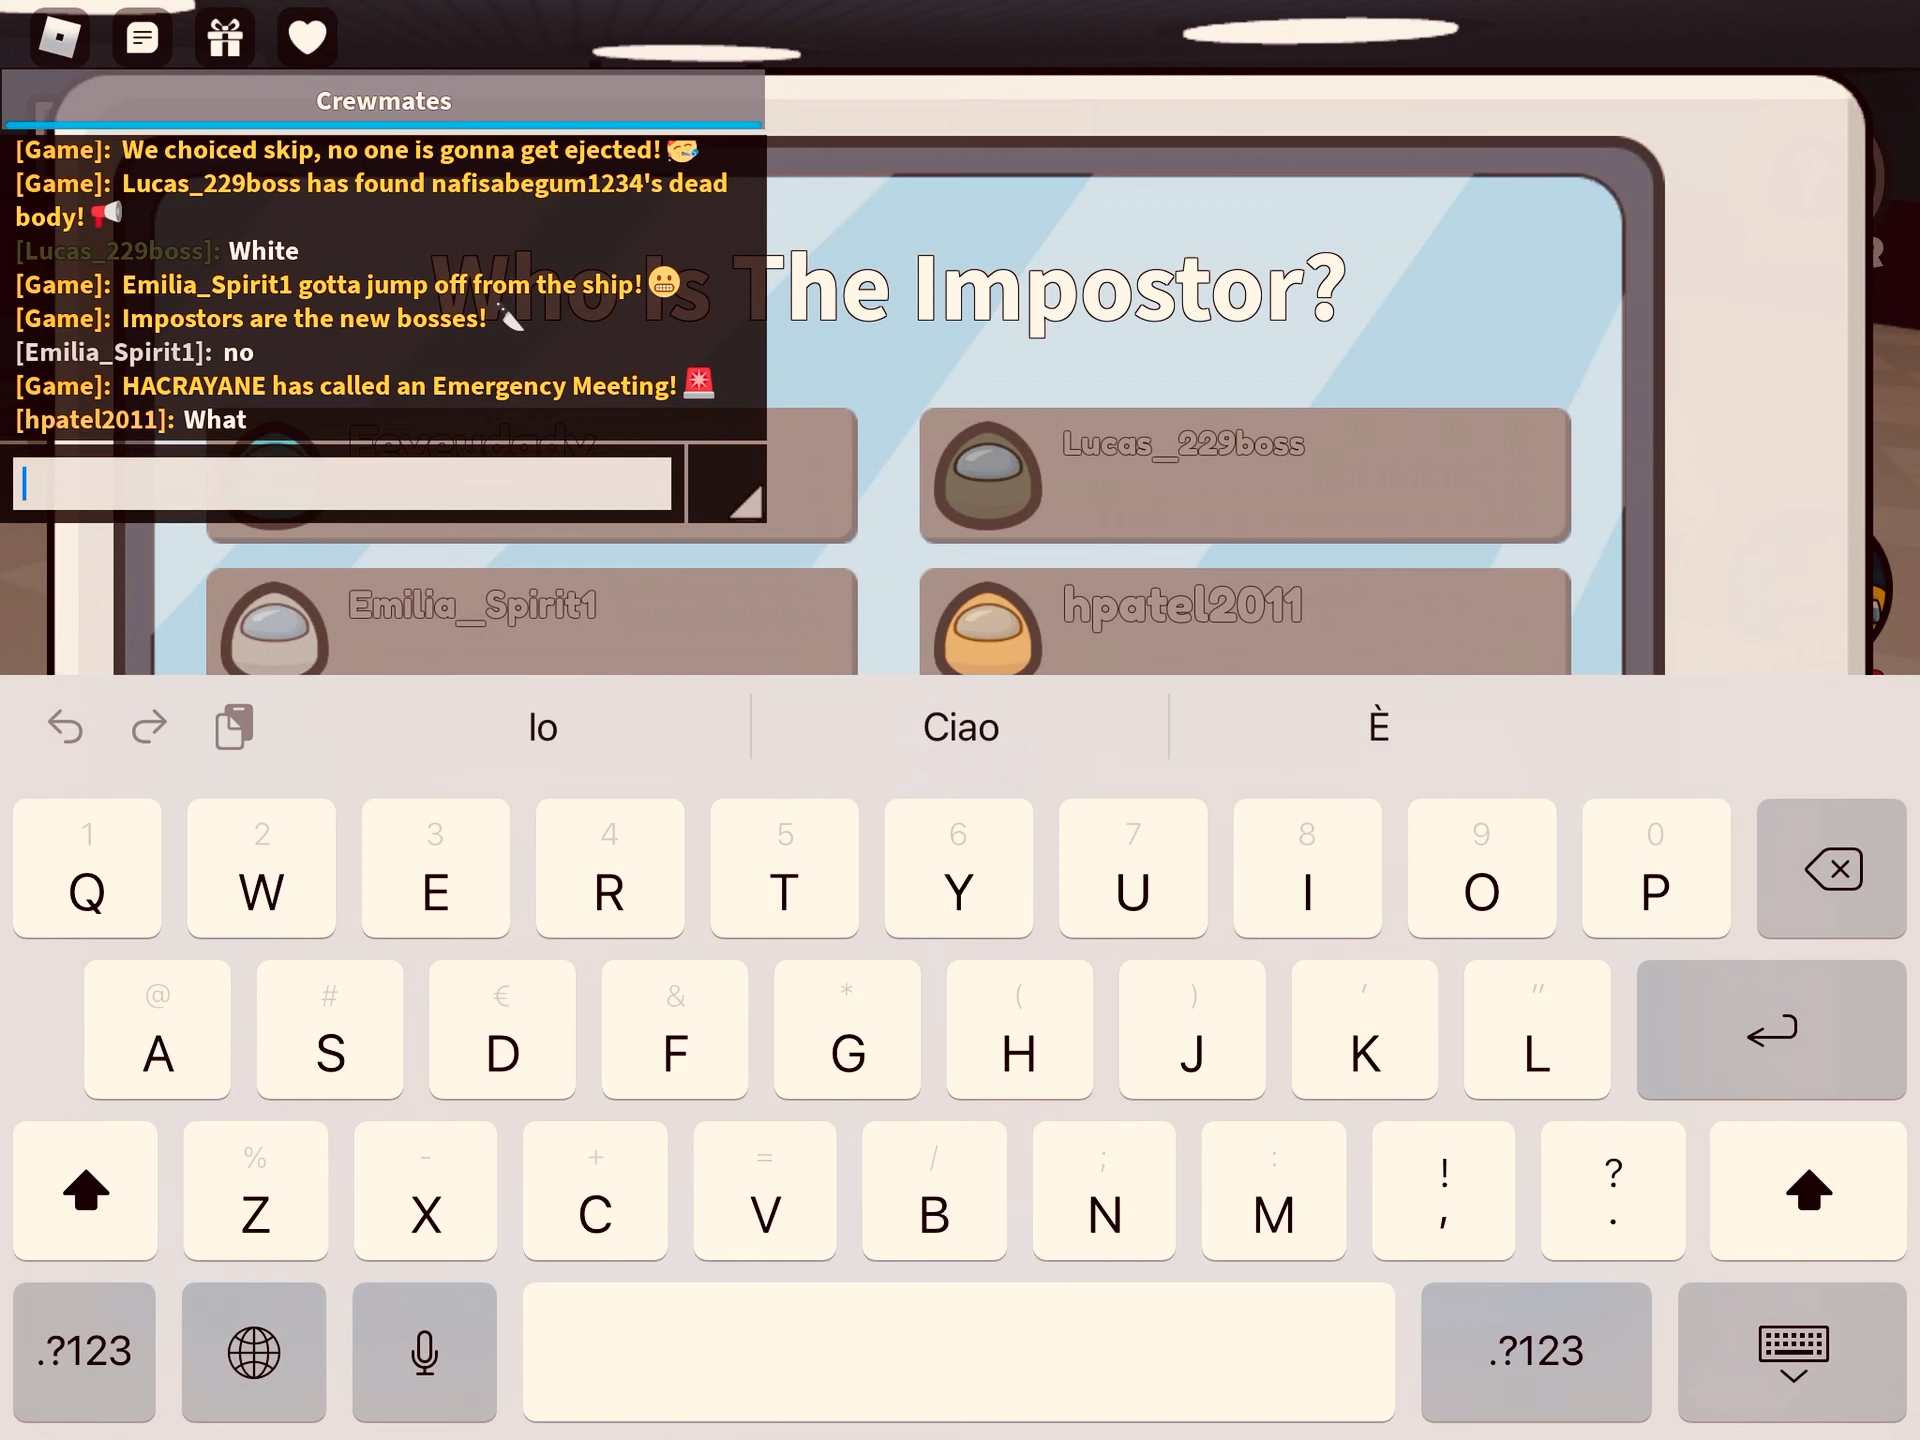 Crewmates
[Game]: We choiced skip, no one is gonna get ejected!
[Game]: Lucas_229boss has found nafisabegum1234's dead
body!
[Lucas_229boss]: White
[Game]: Emilia_Spirit1 gotta jump off from the ship!
[Game]: Impostors are the new bosses!
[Emilia_Spirit1]: no
[Game]: HACRAYANE has called an Emergency Meeting!
[hpatel2011]: What
Who Is The Impostor?
Lucas_229boss
Emilia_Spirit1
hpatel2011
Io Ciao È
1 2 3 4 5 6 7 8 9 0
Q W E R T Y U I O P
@ # € & * ( ) ' "
A S D F G H J K L
% - + = / ; : ! ?
Z X C V B N M , .
.?123 .?123